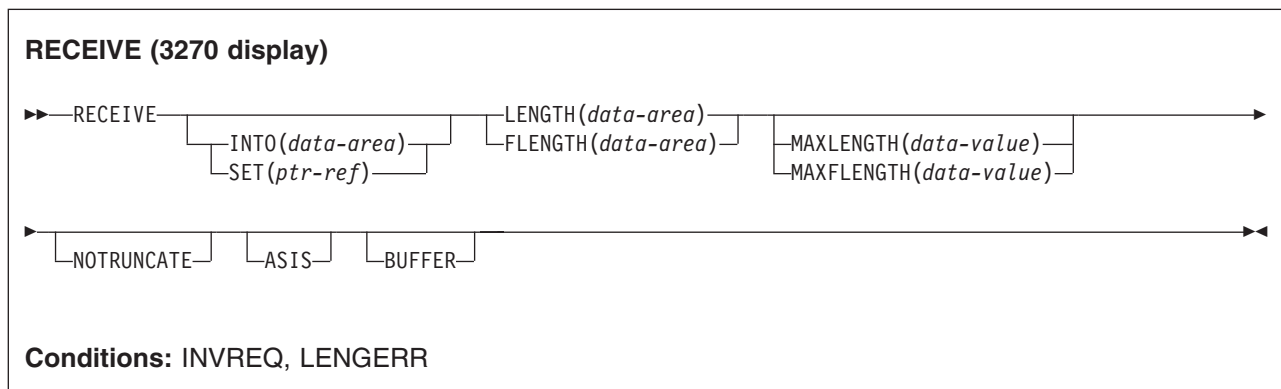 RECEIVE (3270 display)
RECEIVE LENGTH(data-area)
INTO(data-area) FLENGTH(data-area) MAXLENGTH(data-value)
SET(ptr-ref) MAXFLENGTH(data-value)
NOTRUNCATE ASIS BUFFER
Conditions: INVREQ, LENGERR